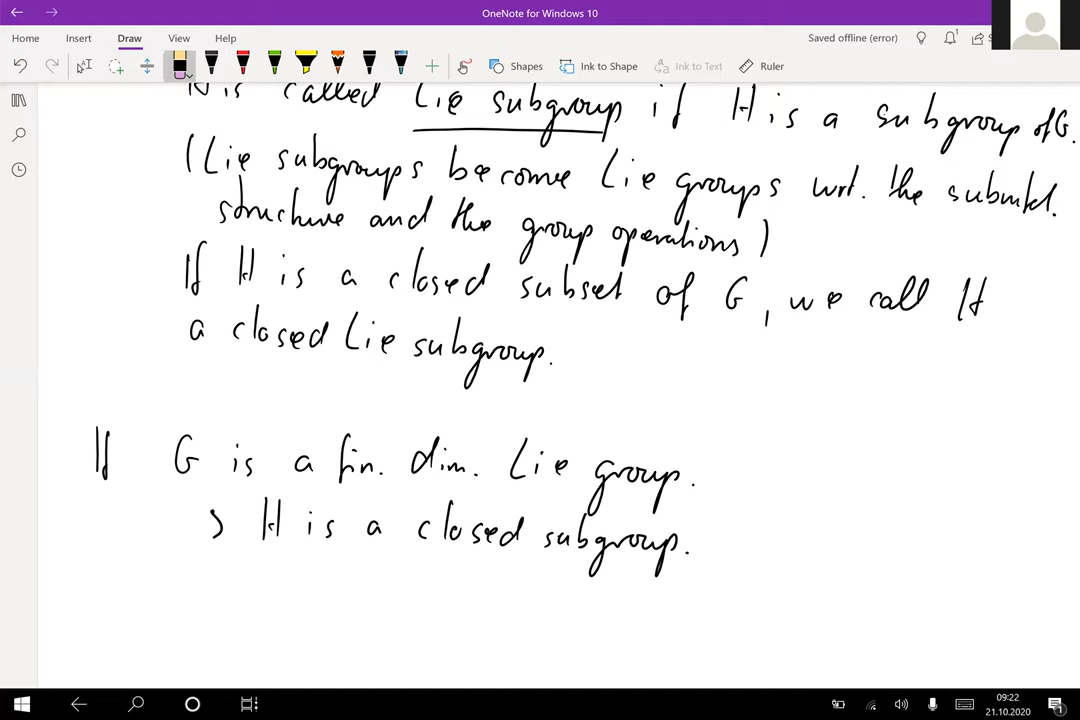 OneNote for Windows 10
Home Insert Draw View Help
Saved offline (error)
Shapes Ink to Shape Ink to Text Ruler
is called Lie subgroup if H is a subgroup of G.
(Lie subgroups become Lie groups wrt. the submfd.
structure and the group operations)
If H is a closed subset of G, we call H
a closed Lie subgroup.
If G is a fin. dim. Lie group.
H is a closed subgroup.
09:22
21.10.2020